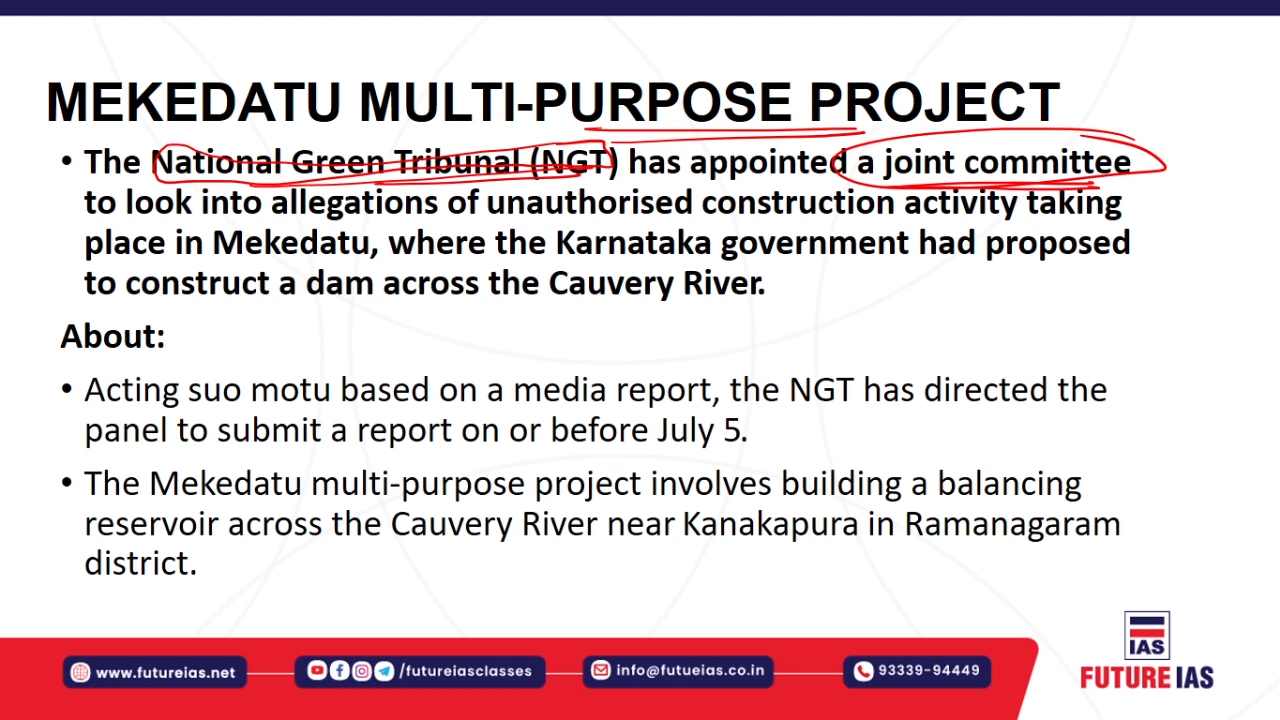 MEKEDATU MULTI-PURPOSE PROJECT
• The National Green Tribunal (NGT) has appointed a joint committee
to look into allegations of unauthorised construction activity taking
place in Mekedatu, where the Karnataka government had proposed
to construct a dam across the Cauvery River.
About:
• Acting suo motu based on a media report, the NGT has directed the
panel to submit a report on or before July 5.
• The Mekedatu multi-purpose project involves building a balancing
reservoir across the Cauvery River near Kanakapura in Ramanagaram
district.
IAS
FUTURE IAS
www.futureias.net
/futureiasclasses
info@futueias.co.in
93339-94449